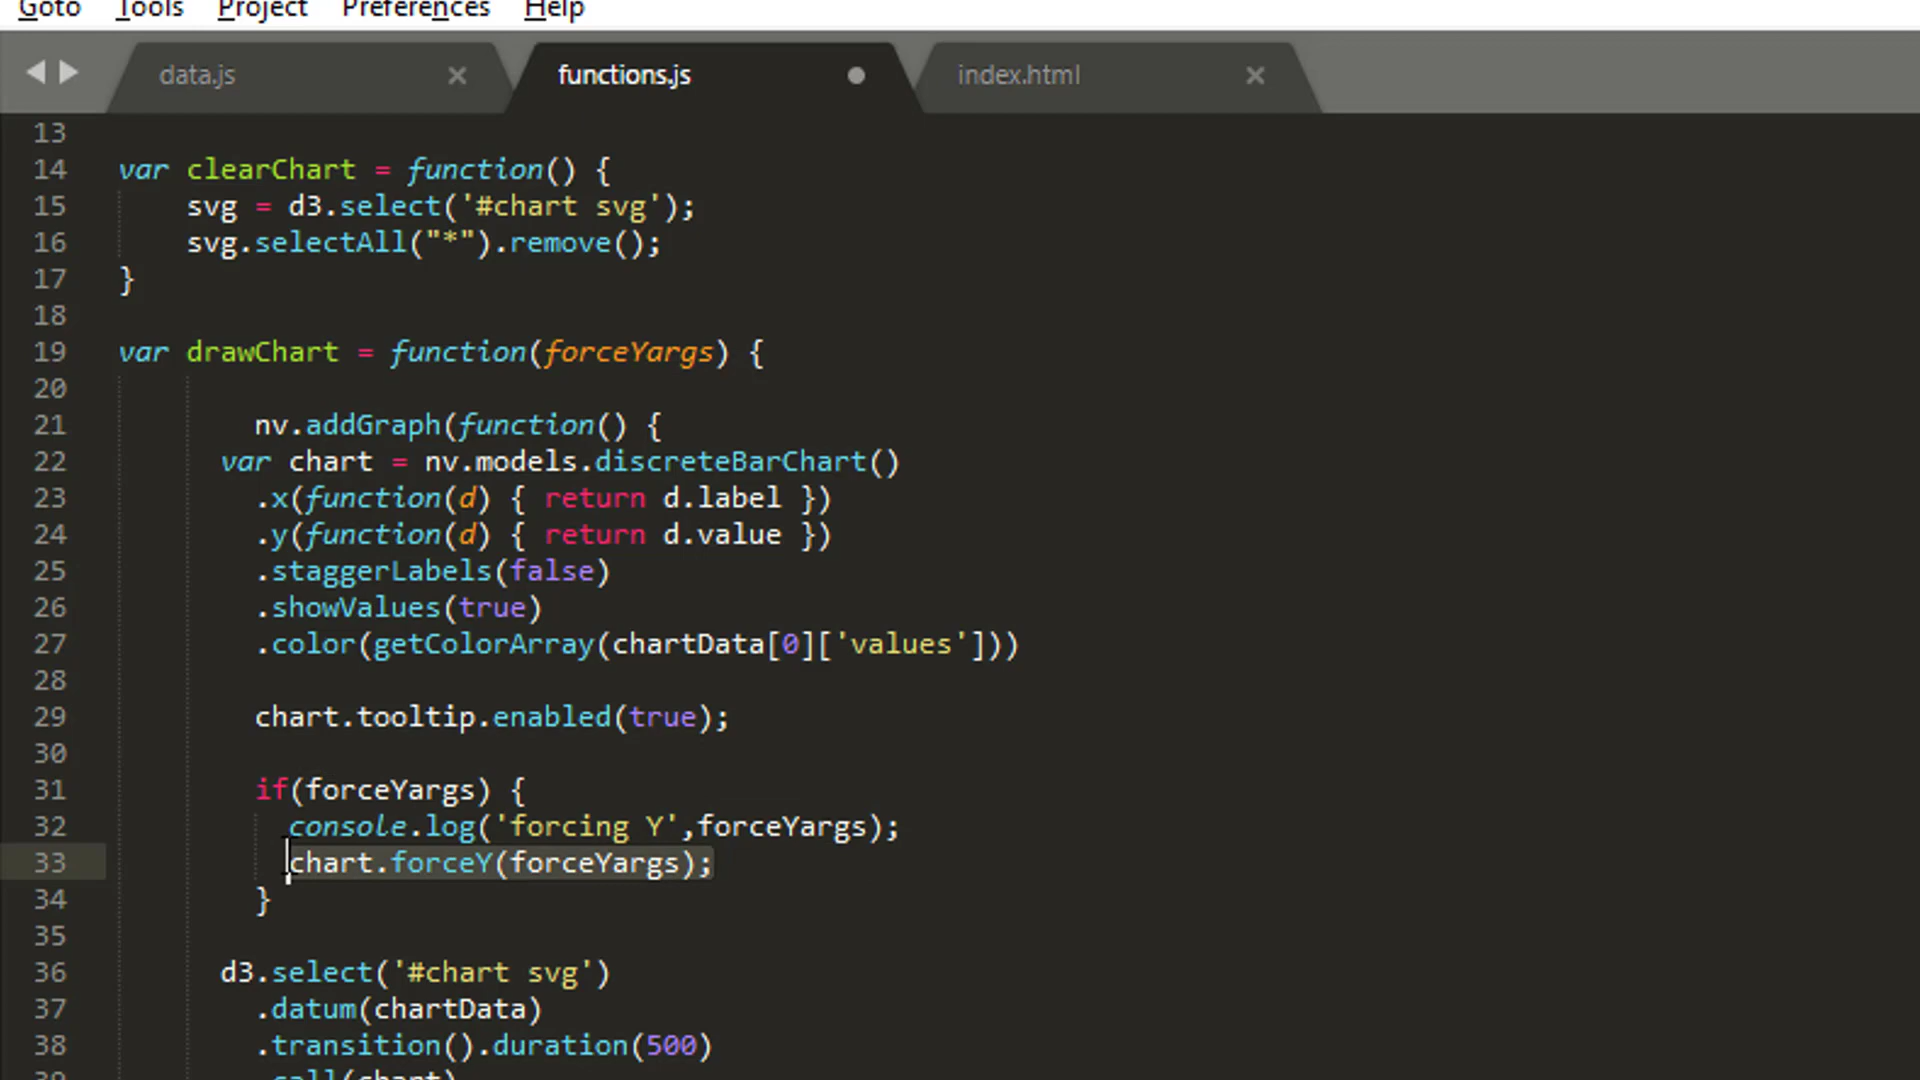 Goto Tools Project Preferences Help
data.js functions.js index.html
13
14 var clearChart = function() {
15 svg = d3.select('#chart svg');
16 svg.selectAll("*").remove();
17 }
18
19 var drawChart = function(forceYargs) {
20
21 nv.addGraph(function() {
22 var chart = nv.models.discreteBarChart()
23 .x(function(d) { return d.label })
24 .y(function(d) { return d.value })
25 .staggerLabels(false)
26 .showValues(true)
27 .color(getColorArray(chartData[0]['values']))
28
29 chart.tooltip.enabled(true);
30
31 if(forceYargs) {
32 console.log('forcing Y',forceYargs);
33 chart.forceY(forceYargs);
34 }
35
36 d3.select('#chart svg')
37 .datum(chartData)
38 .transition().duration(500)
39 .call(chart)